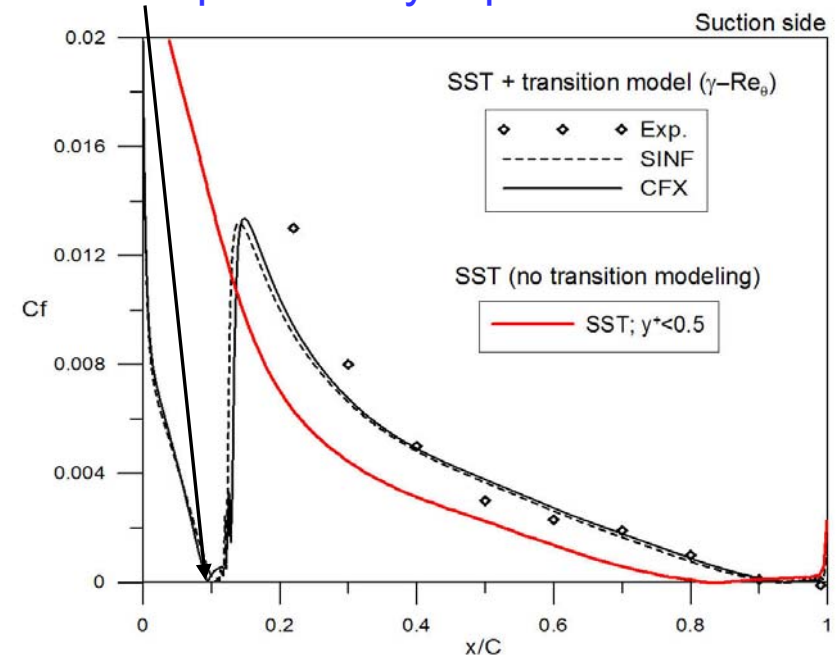 Suction side
SST + transition model (γ–Reθ)
Exp.
SINF
CFX
SST (no transition modeling)
SST; y⁺<0.5
Cf
0.02
0.016
0.012
0.008
0.004
0
0 0.2 0.4 0.6 0.8 1
x/C